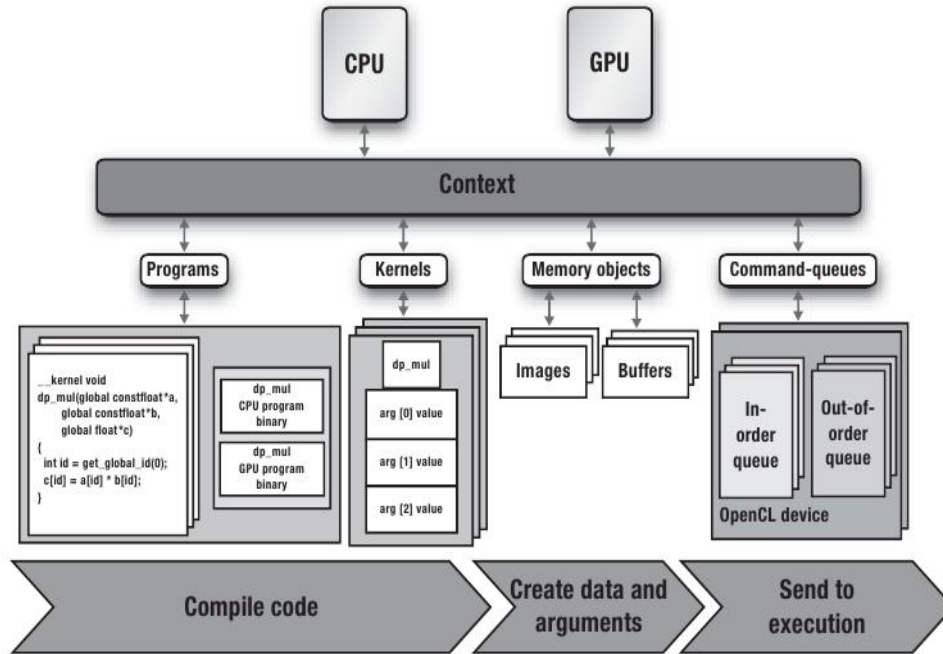 CPU
GPU
Context
Programs
Kernels
Memory objects
Command-queues
__kernel void
dp_mul(global constfloat*a,
global constfloat*b,
global float*c)
{
int id = get_global_id(0);
c[id] = a[id] * b[id];
}
dp_mul
CPU program
binary
dp_mul
GPU program
binary
dp_mul
arg [0] value
arg [1] value
arg [2] value
Images
Buffers
In-
order
queue
Out-of-
order
queue
OpenCL device
Compile code
Create data and
arguments
Send to
execution